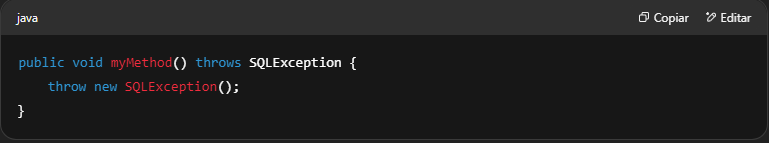 java
Copiar
Editar
public void myMethod() throws SQLException {
    throw new SQLException();
}